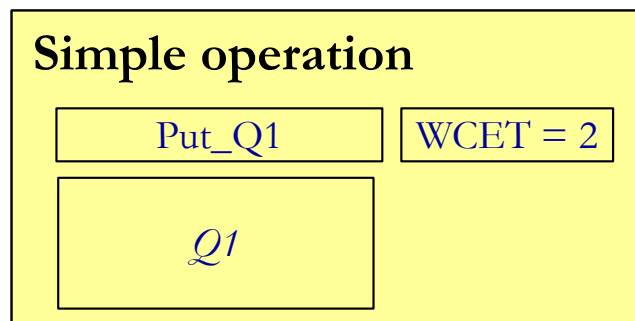 Simple operation
Put_Q1 WCET = 2
Q1